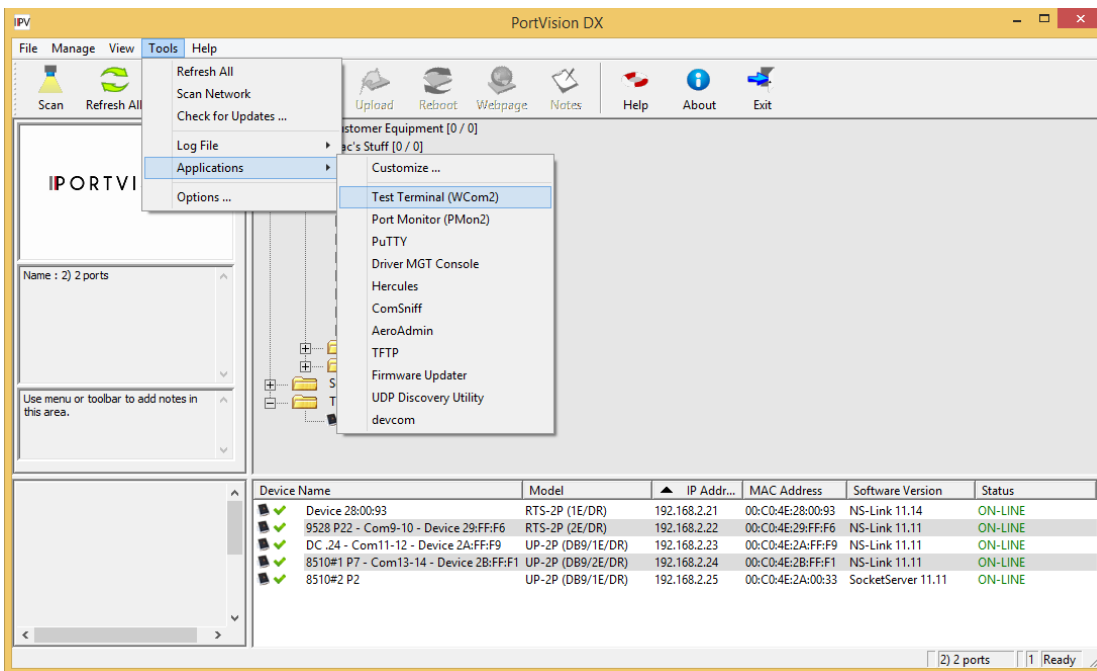 IPV PortVision DX
File Manage View Tools Help
Scan Refresh All Upload Reboot Webpage Notes Help About Exit
Refresh All
Scan Network
Check for Updates ...
Log File
Applications
Options ...
Customer Equipment [0 / 0]
ac's Stuff [0 / 0]
Customize ...
Test Terminal (WCom2)
Port Monitor (PMon2)
PuTTY
Driver MGT Console
Hercules
ComSniff
AeroAdmin
TFTP
Firmware Updater
UDP Discovery Utility
devcom
S
T
PORTVI
Name : 2) 2 ports
Use menu or toolbar to add notes in
this area.
Device Name Model IP Addr... MAC Address Software Version Status
Device 28:00:93 RTS-2P (1E/DR) 192.168.2.21 00:C0:4E:28:00:93 NS-Link 11.14 ON-LINE
9528 P22 - Com9-10 - Device 29:FF:F6 RTS-2P (2E/DR) 192.168.2.22 00:C0:4E:29:FF:F6 NS-Link 11.11 ON-LINE
DC .24 - Com11-12 - Device 2A:FF:F9 UP-2P (DB9/1E/DR) 192.168.2.23 00:C0:4E:2A:FF:F9 NS-Link 11.11 ON-LINE
8510#1 P7 - Com13-14 - Device 2B:FF:F1 UP-2P (DB9/2E/DR) 192.168.2.24 00:C0:4E:2B:FF:F1 NS-Link 11.11 ON-LINE
8510#2 P2 UP-2P (DB9/1E/DR) 192.168.2.25 00:C0:4E:2A:00:33 SocketServer 11.11 ON-LINE
2) 2 ports 1 Ready